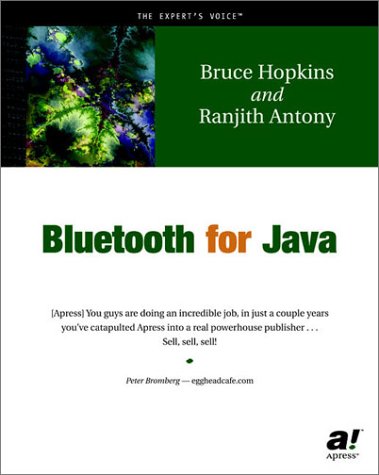 THE EXPERT'S VOICE™
Bruce Hopkins
and
Ranjith Antony
Bluetooth for Java
[Apress] You guys are doing an incredible job, in just a couple years
you've catapulted Apress into a real powerhouse publisher . . .
Sell, sell, sell!
Peter Bromberg — eggheadcafe.com
a!
Apress™